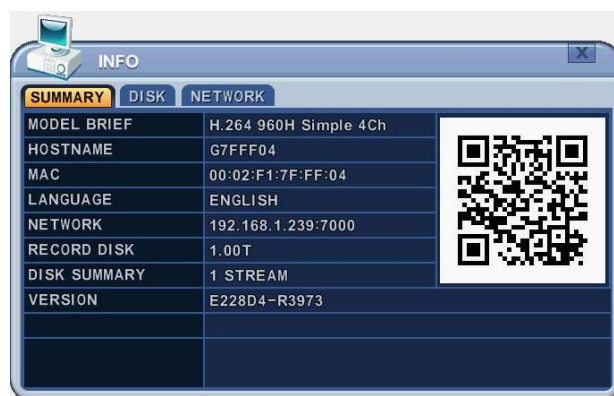 INFO
X
SUMMARY DISK NETWORK
MODEL BRIEF H.264 960H Simple 4Ch
HOSTNAME G7FFF04
MAC 00:02:F1:7F:FF:04
LANGUAGE ENGLISH
NETWORK 192.168.1.239:7000
RECORD DISK 1.00T
DISK SUMMARY 1 STREAM
VERSION E228D4-R3973